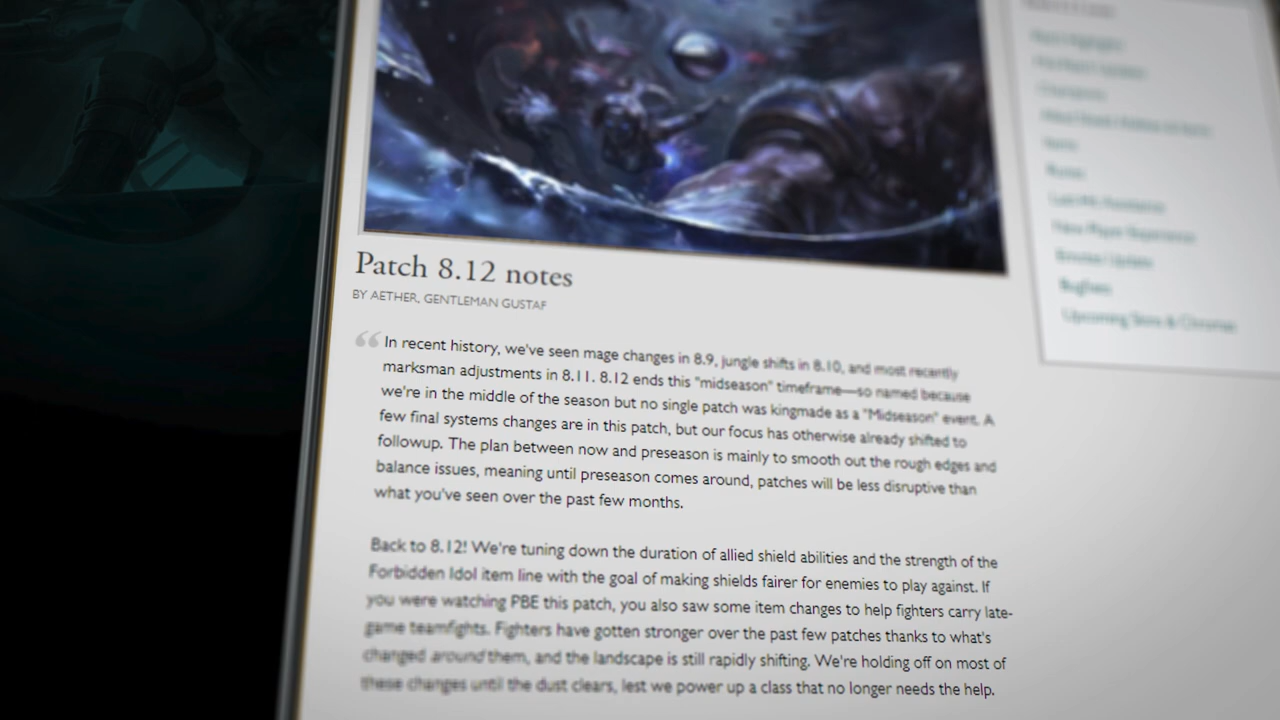 Patch 8.12 notes
BY AETHER, GENTLEMAN GUSTAF
“ In recent history, we've seen mage changes in 8.9, jungle shifts in 8.10, and most recently
marksman adjustments in 8.11. 8.12 ends this "midseason" timeframe—so named because
we're in the middle of the season but no single patch was kingmade as a "Midseason" event. A
few final systems changes are in this patch, but our focus has otherwise already shifted to
followup. The plan between now and preseason is mainly to smooth out the rough edges and
balance issues, meaning until preseason comes around, patches will be less disruptive than
what you've seen over the past few months.
Back to 8.12! We're tuning down the duration of allied shield abilities and the strength of the
Forbidden Idol item line with the goal of making shields fairer for enemies to play against. If
you were watching PBE this patch, you also saw some item changes to help fighters carry late-
game teamfights. Fighters have gotten stronger over the past few patches thanks to what's
changed around them, and the landscape is still rapidly shifting. We're holding off on most of
these changes until the dust clears, lest we power up a class that no longer needs the help.
Items
Runes
New Player Experience
Emotes Update
Bugfixes
Upcoming Skins & Chromas